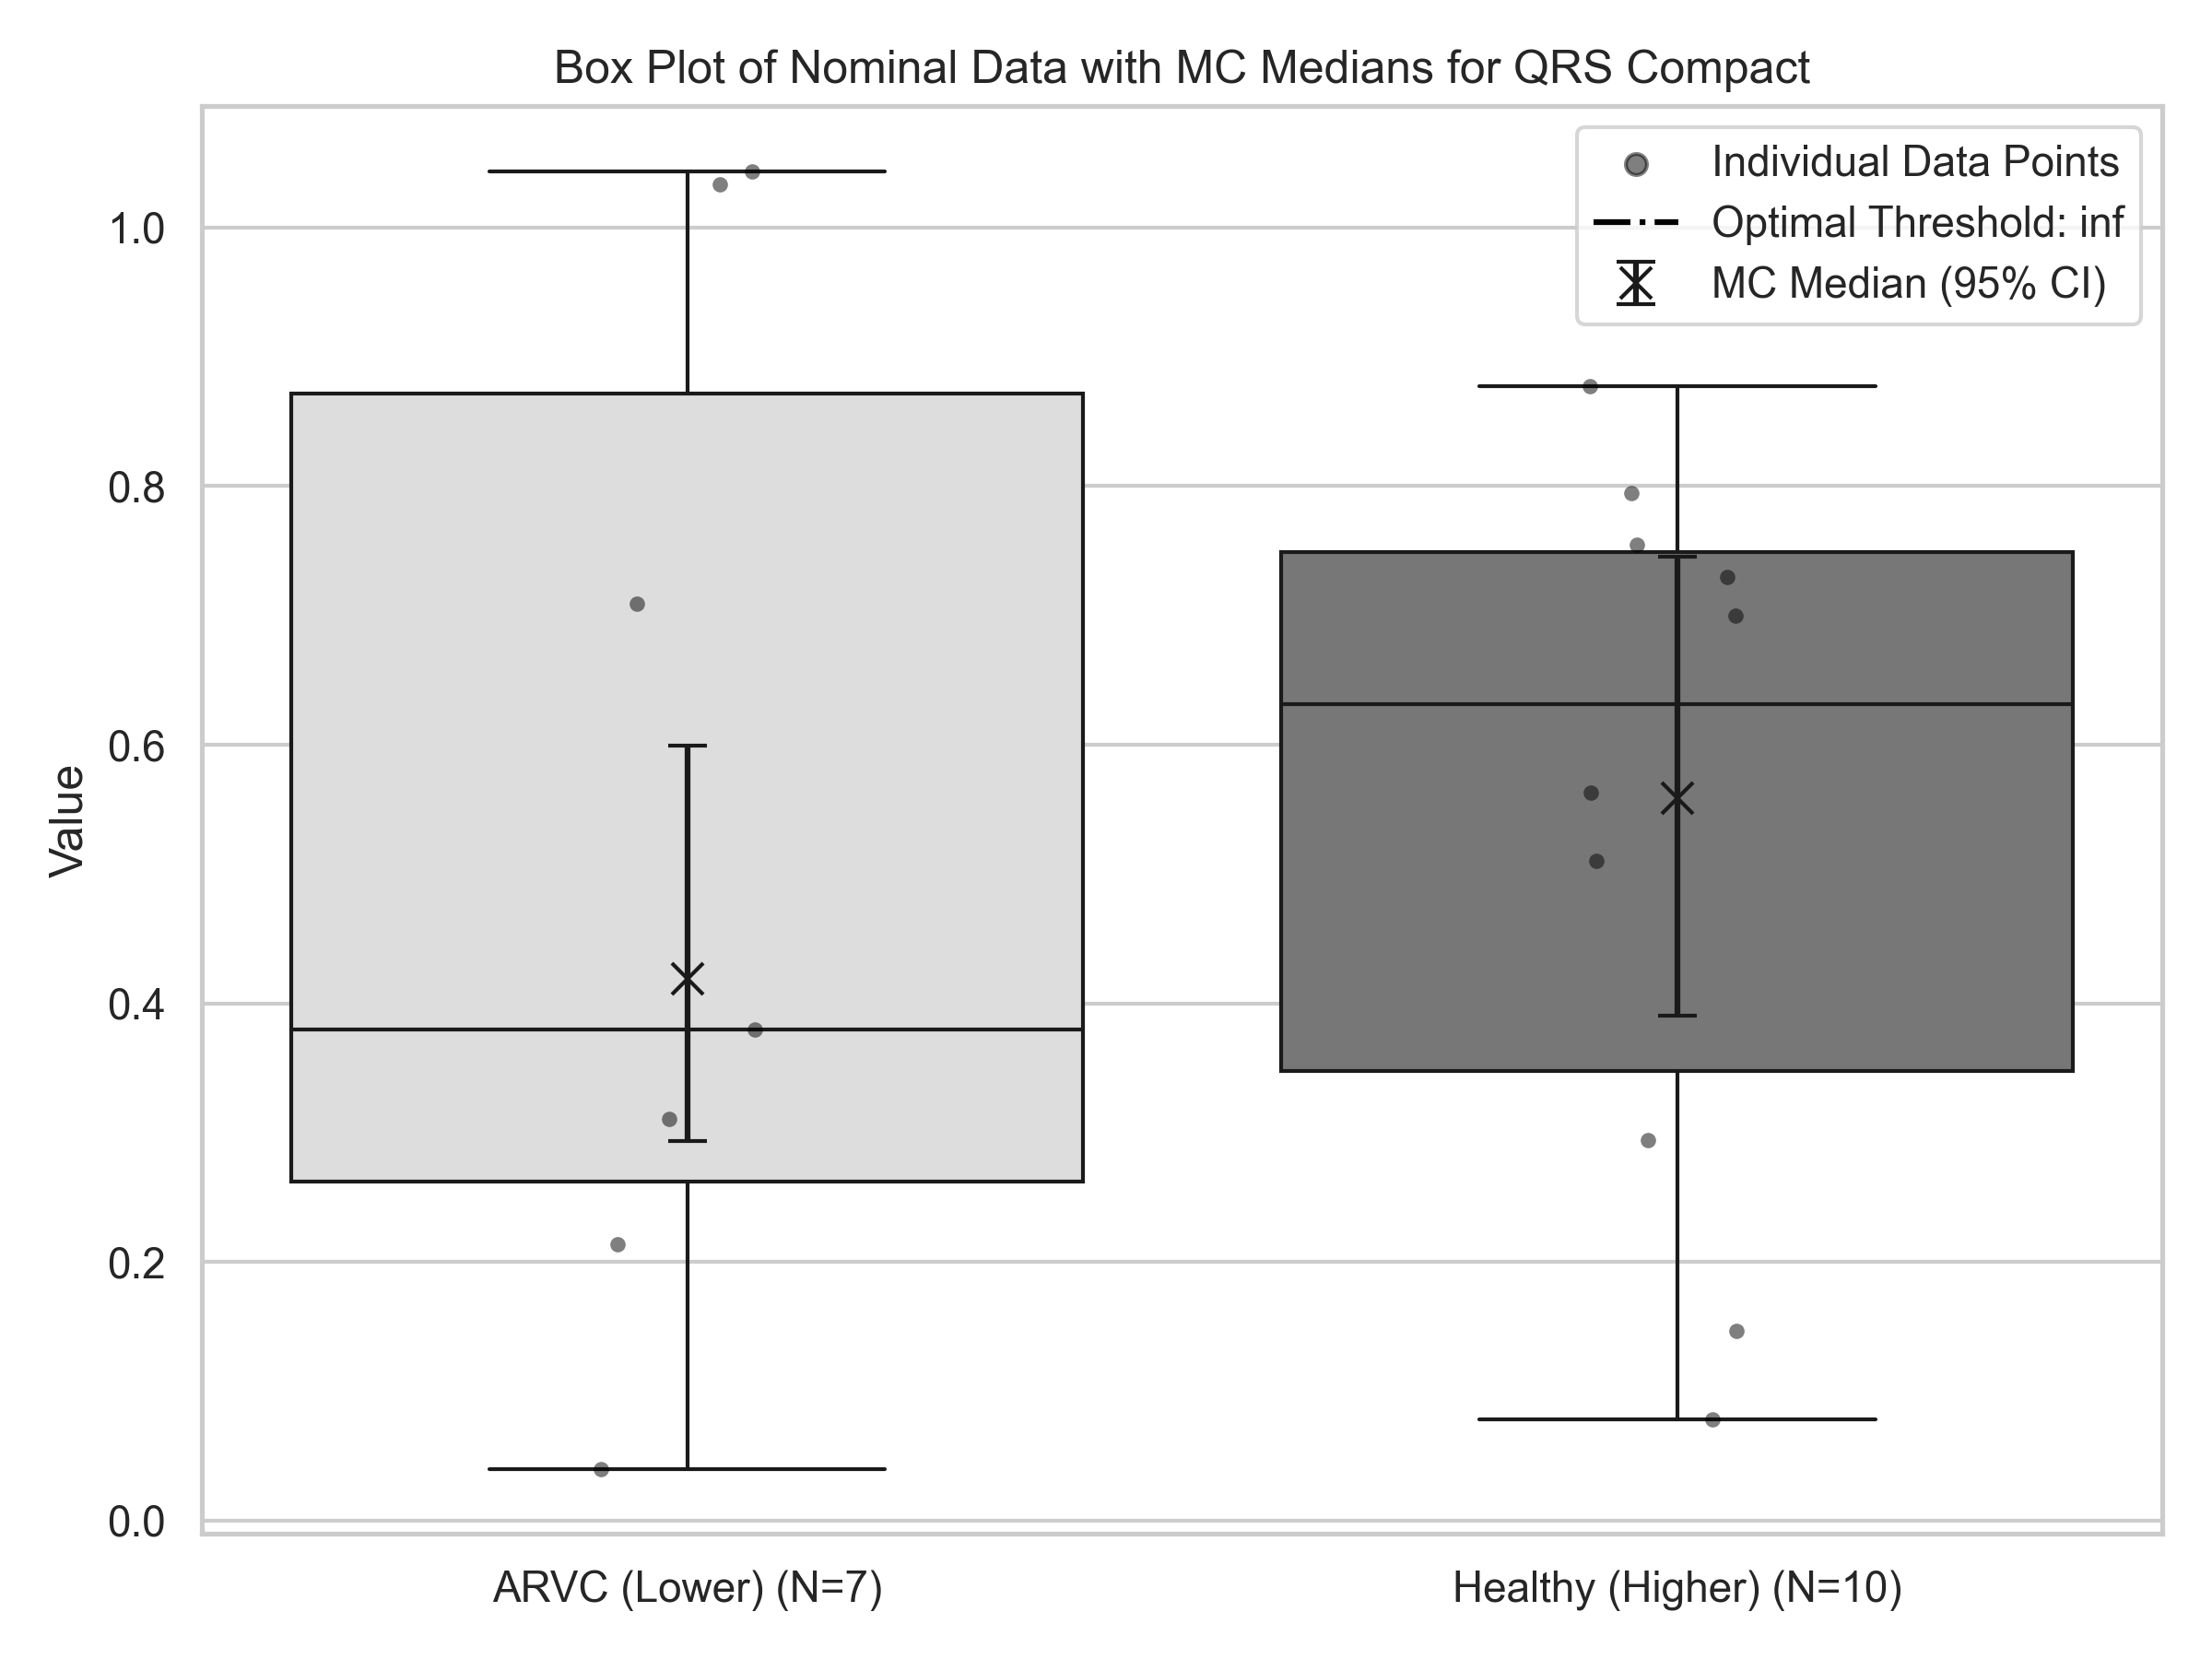 Box Plot of Nominal Data with MC Medians for QRS Compact
Individual Data Points
Optimal Threshold: inf
MC Median (95% CI)
1.0
0.8
0.6
0.4
0.2
0.0
Value
ARVC (Lower) (N=7)
Healthy (Higher) (N=10)